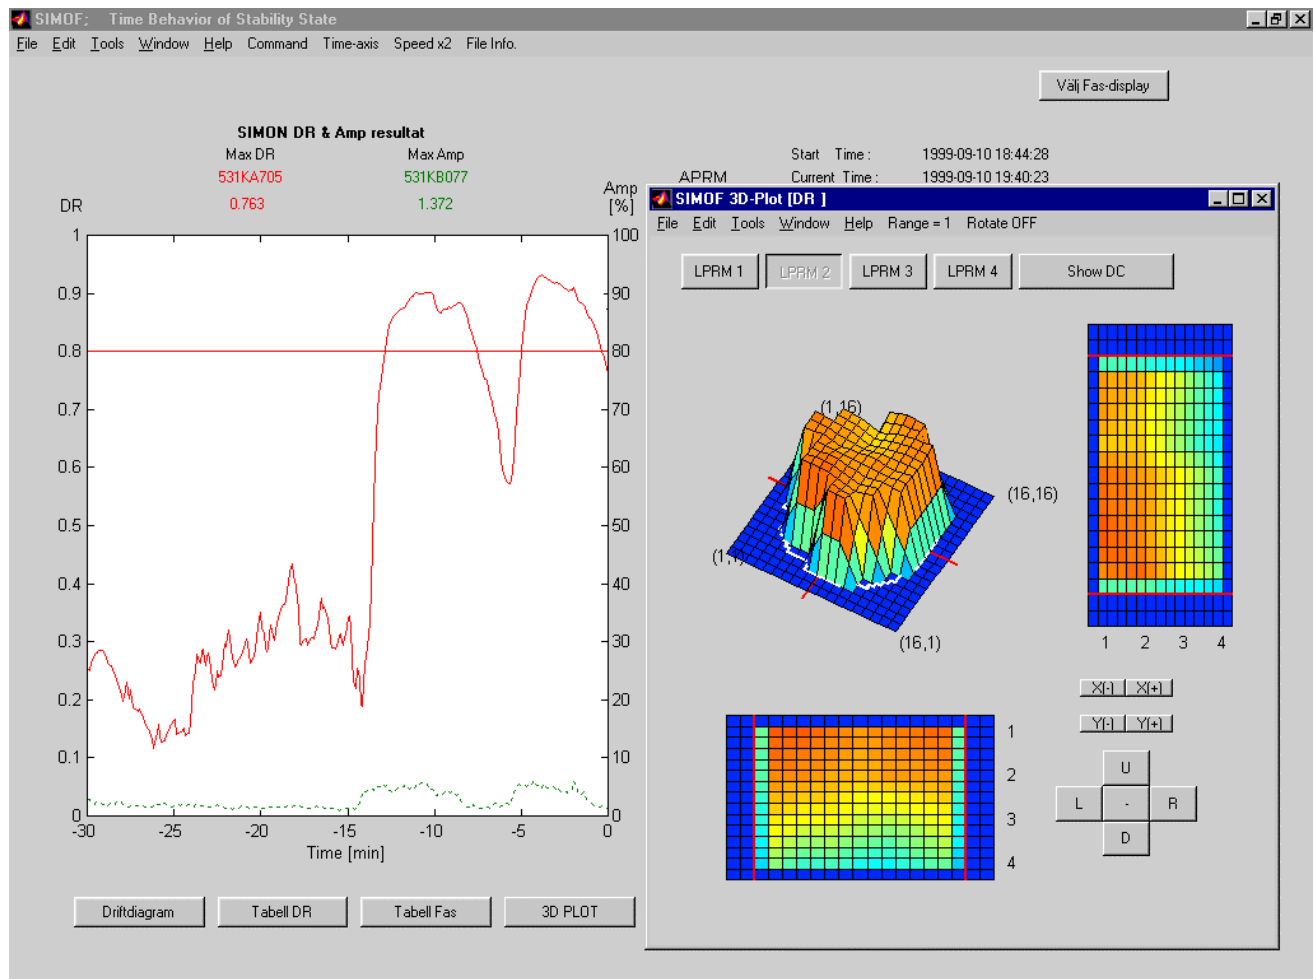 SIMOF;    Time Behavior of Stability State
File Edit Tools Window Help Command Time-axis Speed x2 File Info.
Välj Fas-display
SIMON DR & Amp resultat
Max DR Max Amp
531KA705 531KB077
0.763 1.372
Start Time : 1999-09-10 18:44:28
APRM Current Time : 1999-09-10 19:40:23
DR
Amp
[%]
1
0.9
0.8
0.7
0.6
0.5
0.4
0.3
0.2
0.1
0
100
90
80
70
60
50
40
30
20
10
0
-30 -25 -20 -15 -10 -5 0
Time [min]
Driftdiagram Tabell DR Tabell Fas 3D PLOT
SIMOF 3D-Plot [DR ]
File Edit Tools Window Help Range = 1 Rotate OFF
LPRM 1 LPRM 2 LPRM 3 LPRM 4 Show DC
(1,16)
(16,16)
(1,1)
(16,1)
1 2 3 4
X(-) X(+)
Y(-) Y(+)
1
2
3
4
U
L - R
D